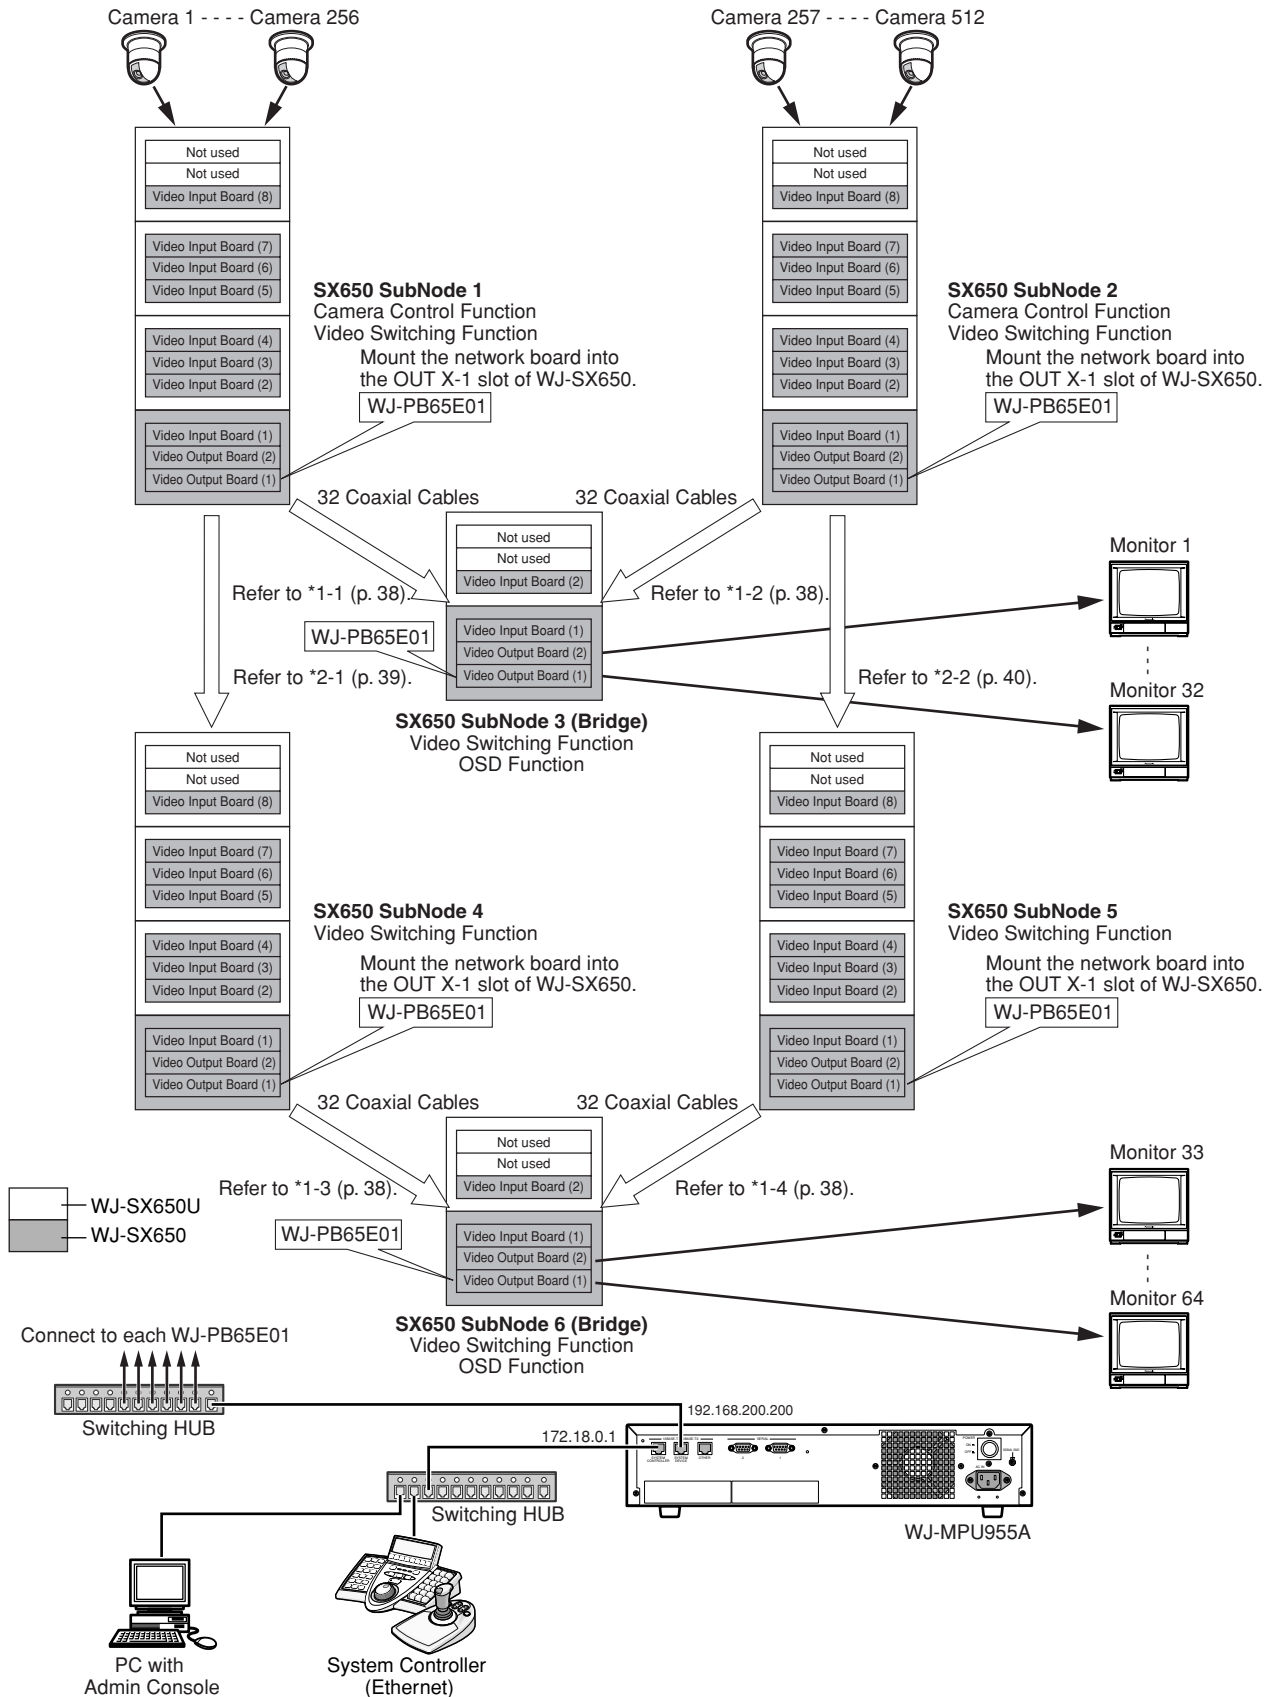 Camera 1 - - - - Camera 256
Camera 257 - - - - Camera 512
Not used
Not used
Video Input Board (8)
Video Input Board (7)
Video Input Board (6)
Video Input Board (5)
Video Input Board (4)
Video Input Board (3)
Video Input Board (2)
Video Input Board (1)
Video Output Board (2)
Video Output Board (1)
SX650 SubNode 1
Camera Control Function
Video Switching Function
Mount the network board into
the OUT X-1 slot of WJ-SX650.
WJ-PB65E01
Not used
Not used
Video Input Board (8)
Video Input Board (7)
Video Input Board (6)
Video Input Board (5)
Video Input Board (4)
Video Input Board (3)
Video Input Board (2)
Video Input Board (1)
Video Output Board (2)
Video Output Board (1)
SX650 SubNode 2
Camera Control Function
Video Switching Function
Mount the network board into
the OUT X-1 slot of WJ-SX650.
WJ-PB65E01
32 Coaxial Cables
32 Coaxial Cables
Not used
Not used
Video Input Board (2)
Video Input Board (1)
Video Output Board (2)
Video Output Board (1)
Refer to *1-1 (p. 38).
Refer to *1-2 (p. 38).
WJ-PB65E01
Refer to *2-1 (p. 39).
Refer to *2-2 (p. 40).
SX650 SubNode 3 (Bridge)
Video Switching Function
OSD Function
Monitor 1
Monitor 32
Not used
Not used
Video Input Board (8)
Video Input Board (7)
Video Input Board (6)
Video Input Board (5)
Video Input Board (4)
Video Input Board (3)
Video Input Board (2)
Video Input Board (1)
Video Output Board (2)
Video Output Board (1)
SX650 SubNode 4
Video Switching Function
Mount the network board into
the OUT X-1 slot of WJ-SX650.
WJ-PB65E01
Not used
Not used
Video Input Board (8)
Video Input Board (7)
Video Input Board (6)
Video Input Board (5)
Video Input Board (4)
Video Input Board (3)
Video Input Board (2)
Video Input Board (1)
Video Output Board (2)
Video Output Board (1)
SX650 SubNode 5
Video Switching Function
Mount the network board into
the OUT X-1 slot of WJ-SX650.
WJ-PB65E01
32 Coaxial Cables
32 Coaxial Cables
Not used
Not used
Video Input Board (2)
Video Input Board (1)
Video Output Board (2)
Video Output Board (1)
Refer to *1-3 (p. 38).
Refer to *1-4 (p. 38).
WJ-PB65E01
SX650 SubNode 6 (Bridge)
Video Switching Function
OSD Function
Monitor 33
Monitor 64
WJ-SX650U
WJ-SX650
Connect to each WJ-PB65E01
Switching HUB
192.168.200.200
172.18.0.1
SYSTEM CONTROLLER
SYSTEM DEVICE
OTHER
SERIAL
2
1
POWER
ON
OFF
AC IN
SIGNAL GND
Switching HUB
WJ-MPU955A
PC with
Admin Console
System Controller
(Ethernet)